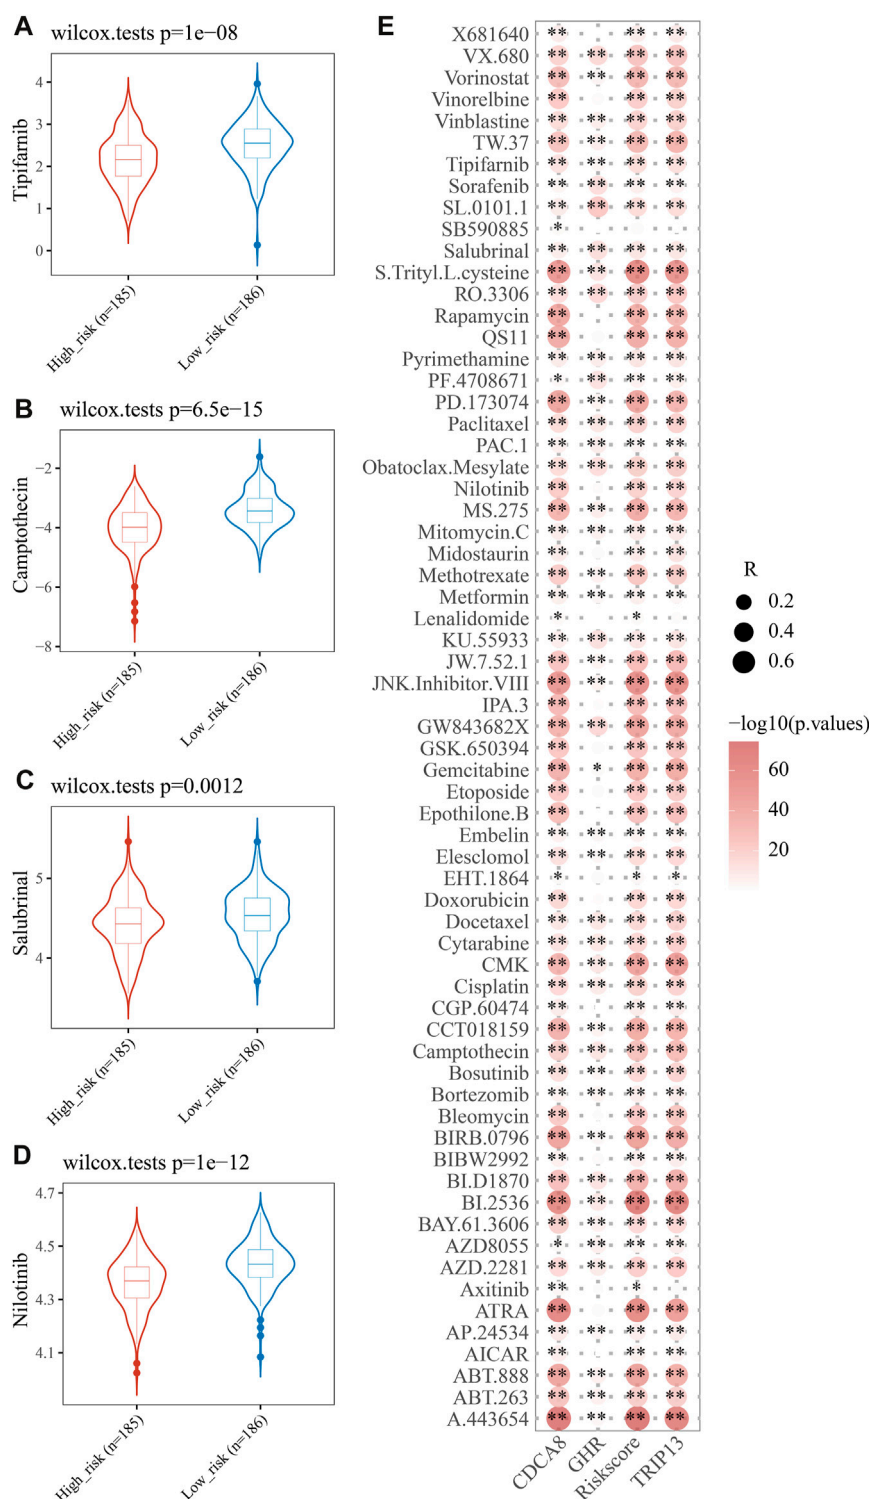 A
wilcox.tests p=1e−08
Tipifarnib
4
3
2
1
0
High_risk (n=185)
Low_risk (n=186)
B
wilcox.tests p=6.5e−15
Camptothecin
−2
−4
−6
−8
High_risk (n=185)
Low_risk (n=186)
C
wilcox.tests p=0.0012
Salubrinal
5
4
High_risk (n=185)
Low_risk (n=186)
D
wilcox.tests p=1e−12
Nilotinib
4.7
4.5
4.3
4.1
High_risk (n=185)
Low_risk (n=186)
E
X681640 ** ** **
VX.680 ** ** ** **
Vorinostat ** ** ** **
Vinorelbine ** ** **
Vinblastine ** ** ** **
TW.37 ** ** ** **
Tipifarnib ** ** ** **
Sorafenib ** ** ** **
SL.0101.1 ** ** ** **
SB590885 *
Salubrinal ** ** ** **
S.Trityl.L.cysteine ** ** ** **
RO.3306 ** ** ** **
Rapamycin ** ** **
QS11 ** ** **
Pyrimethamine ** ** ** **
PF.4708671 * ** ** **
PD.173074 ** ** ** **
Paclitaxel ** ** ** **
PAC.1 ** ** ** **
Obatoclax.Mesylate ** ** ** **
Nilotinib ** ** **
MS.275 ** ** ** **
Mitomycin.C ** ** ** **
Midostaurin ** ** **
Methotrexate ** ** ** **
Metformin ** ** ** **
Lenalidomide * *
KU.55933 ** ** ** **
JW.7.52.1 ** ** ** **
JNK.Inhibitor.VIII ** ** ** **
IPA.3 ** ** **
GW843682X ** ** ** **
GSK.650394 ** ** **
Gemcitabine ** * ** **
Etoposide ** ** **
Epothilone.B ** ** **
Embelin ** ** ** **
Elesclomol ** ** ** **
EHT.1864 * * *
Doxorubicin ** ** **
Docetaxel ** ** ** **
Cytarabine ** ** ** **
CMK ** ** ** **
Cisplatin ** ** ** **
CGP.60474 ** ** **
CCT018159 ** ** ** **
Camptothecin ** ** ** **
Bosutinib ** ** ** **
Bortezomib ** ** ** **
Bleomycin ** ** **
BIRB.0796 ** ** ** **
BIBW2992 ** ** **
BI.D1870 ** ** ** **
BI.2536 ** ** ** **
BAY.61.3606 ** ** ** **
AZD8055 * ** ** **
AZD.2281 ** ** ** **
Axitinib ** *
ATRA ** ** **
AP.24534 ** ** ** **
AICAR ** ** **
ABT.888 ** ** ** **
ABT.263 ** ** ** **
A.443654 ** ** ** **
CDCA8
GHR
Riskscore
TRIP13
R
0.2
0.4
0.6
−log10(p.values)
60
40
20